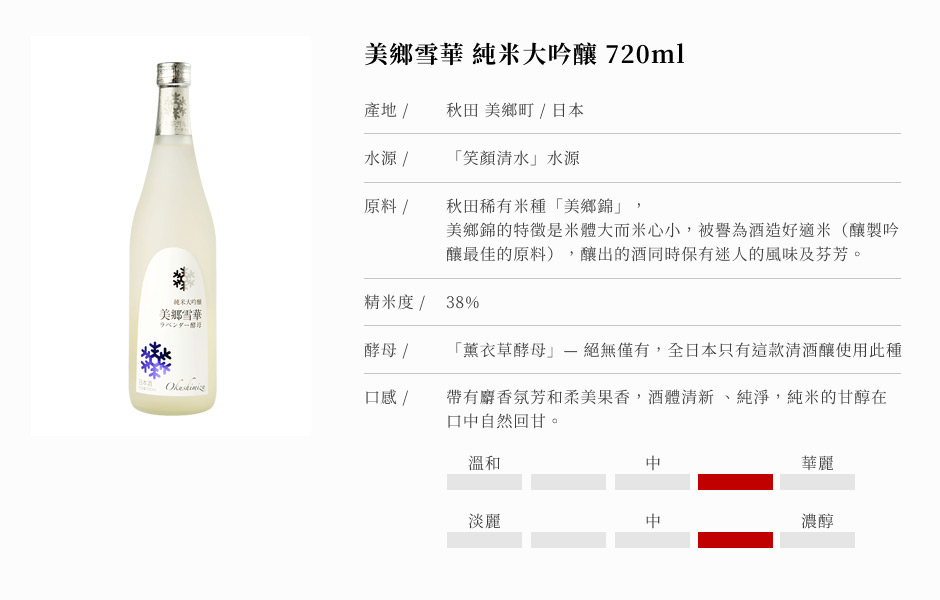 美鄉雪華 純米大吟釀 720ml
產地 / 秋田 美鄉町 / 日本
水源 / 「笑顏清水」水源
原料 / 秋田稀有米種「美鄉錦」，
美鄉錦的特徵是米體大而米心小，被譽為酒造好適米（釀製吟
釀最佳的原料），釀出的酒同時保有迷人的風味及芬芳。
精米度 / 38%
酵母 / 「薰衣草酵母」— 絕無僅有，全日本只有這款清酒釀使用此種
口感 / 帶有麝香氛芳和柔美果香，酒體清新 、純淨，純米的甘醇在
口中自然回甘。
溫和 中 華麗
淡麗 中 濃醇
純米大吟醸
美郷雪華
ラベンダー酵母
日本酒
Okushimizu